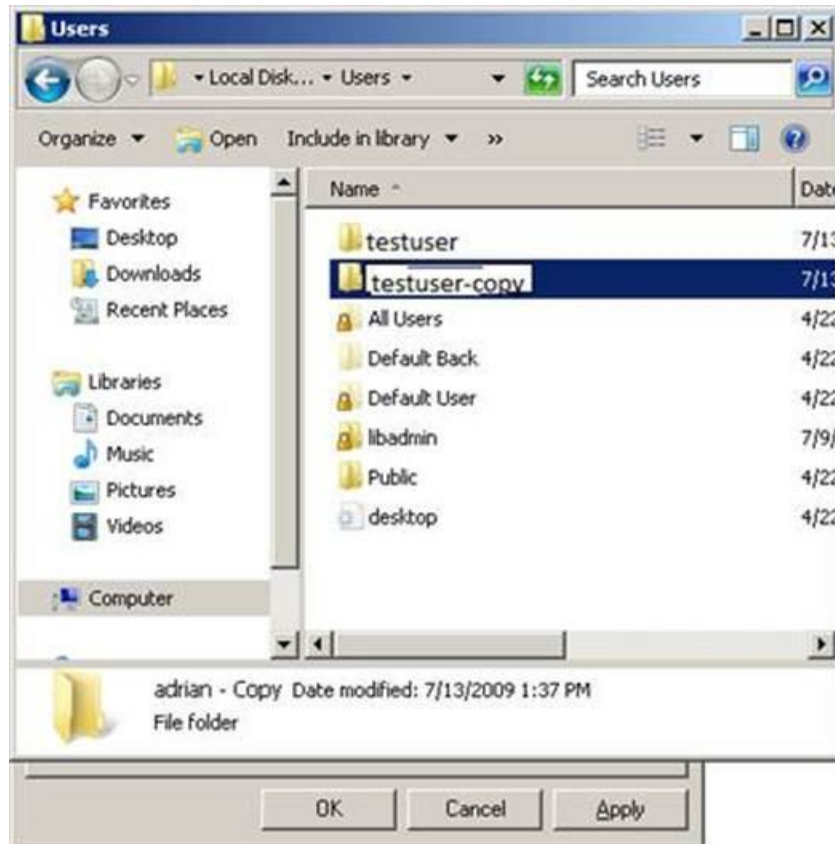 Users
Local Disk... Users
Search Users
Organize Open Include in library »
Favorites
Desktop
Downloads
Recent Places
Libraries
Documents
Music
Pictures
Videos
Computer
Name Date
testuser 7/13
testuser-copy 7/13
All Users 4/22
Default Back 4/22
Default User 4/22
libadmin 7/9/
Public 4/22
desktop 4/22
adrian - Copy Date modified: 7/13/2009 1:37 PM
File folder
OK Cancel Apply